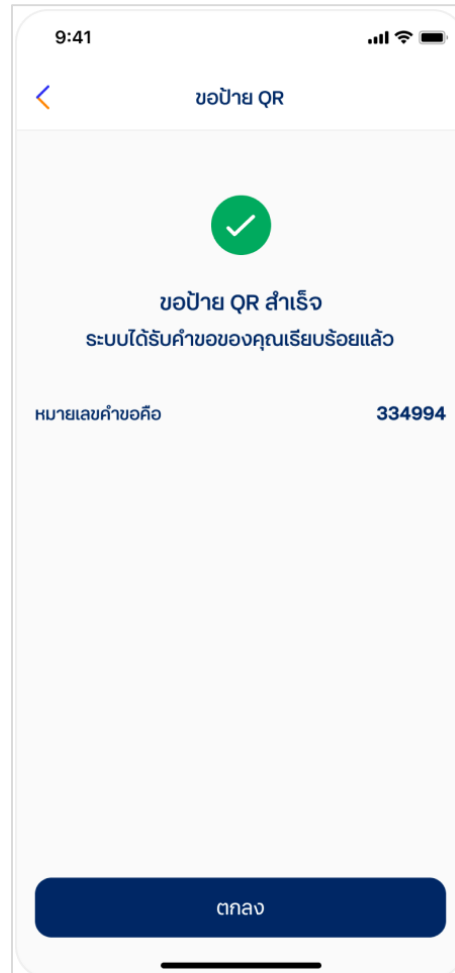 9:41
ขอป้าย QR
ขอป้าย QR สำเร็จ
ระบบได้รับคำขอของคุณเรียบร้อยแล้ว
หมายเลขคำขอคือ 334994
ตกลง